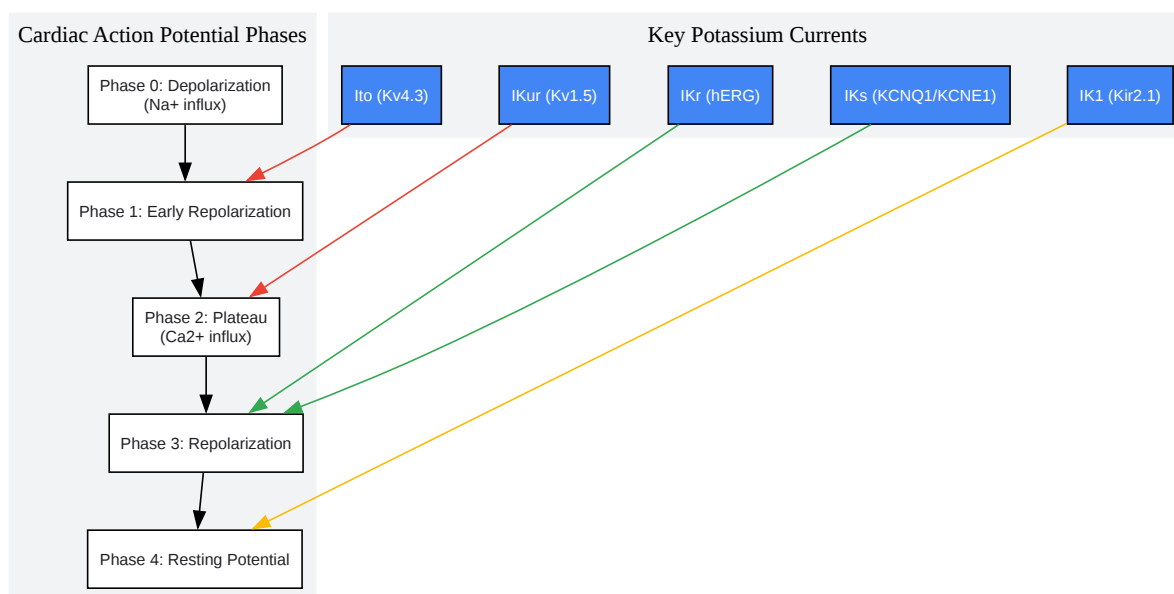 Cardiac Action Potential Phases
Key Potassium Currents
Phase 0: Depolarization
(Na+ influx)
Ito (Kv4.3)
IKur (Kv1.5)
IKr (hERG)
IKs (KCNQ1/KCNE1)
IK1 (Kir2.1)
Phase 1: Early Repolarization
Phase 2: Plateau
(Ca2+ influx)
Phase 3: Repolarization
Phase 4: Resting Potential